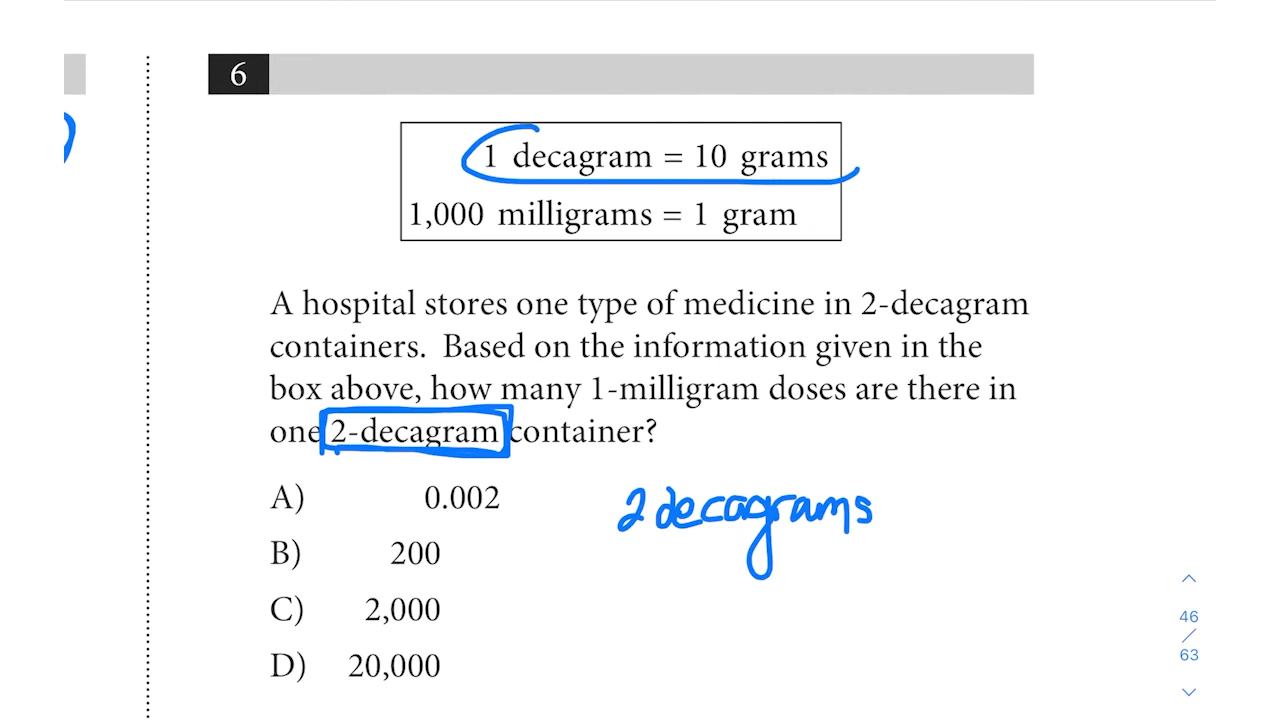 6
1 decagram = 10 grams
1,000 milligrams = 1 gram
A hospital stores one type of medicine in 2-decagram
containers. Based on the information given in the
box above, how many 1-milligram doses are there in
one 2-decagram container?
A) 0.002
B) 200
C) 2,000
D) 20,000
2 decagrams
46
/
63